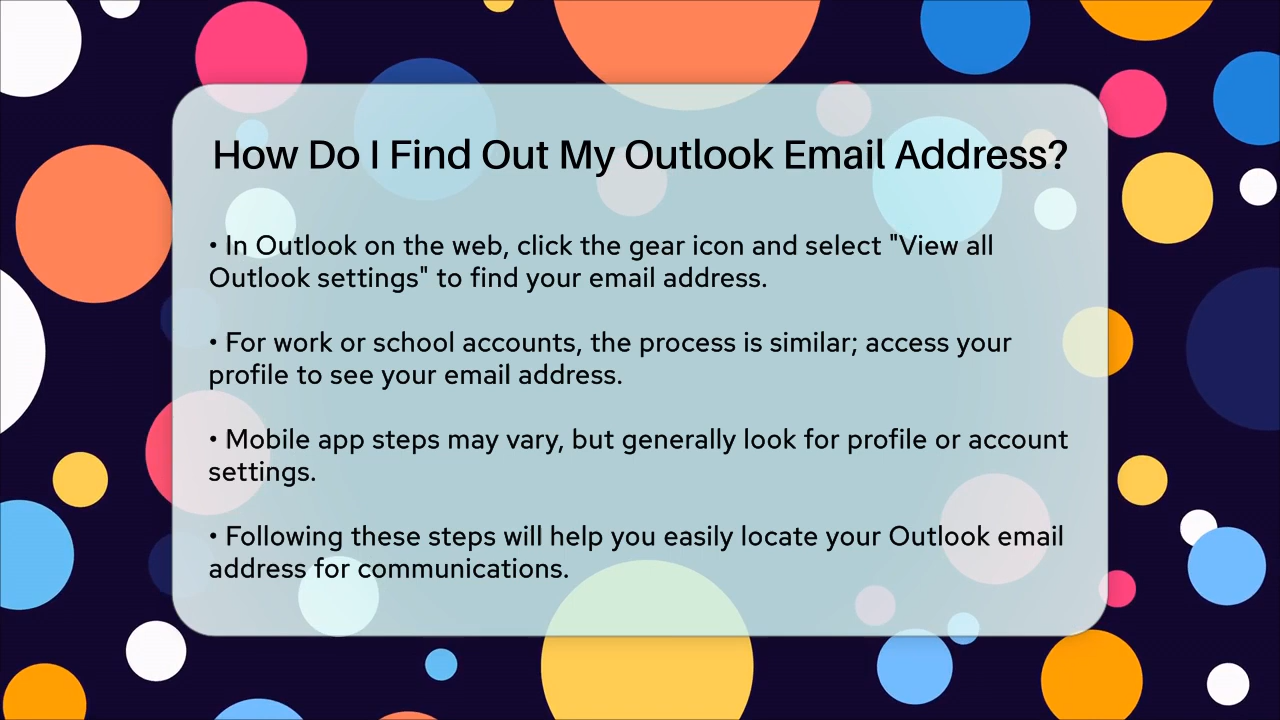 How Do I Find Out My Outlook Email Address?
• In Outlook on the web, click the gear icon and select "View all
Outlook settings" to find your email address.
• For work or school accounts, the process is similar; access your
profile to see your email address.
• Mobile app steps may vary, but generally look for profile or account
settings.
• Following these steps will help you easily locate your Outlook email
address for communications.